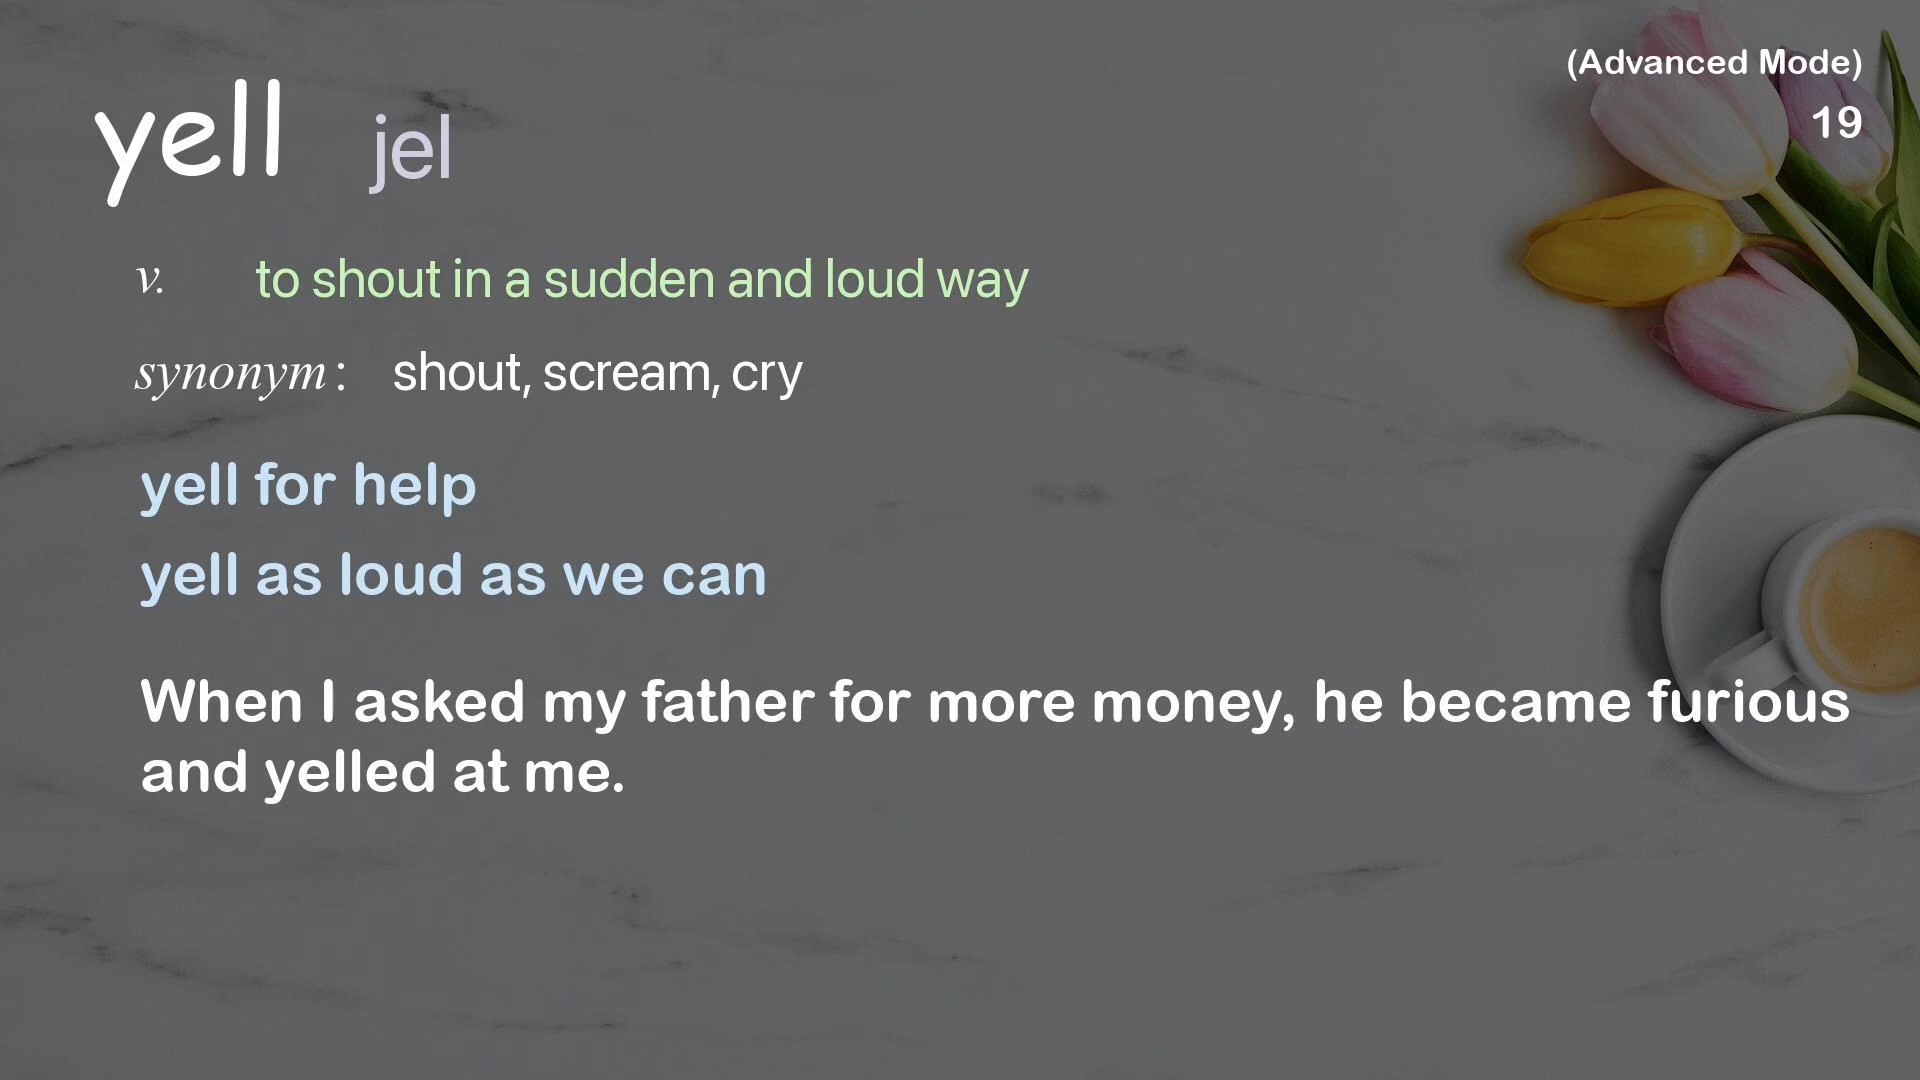 (Advanced Mode)
19
yell jel
v. to shout in a sudden and loud way
synonym: shout, scream, cry
yell for help
yell as loud as we can
When I asked my father for more money, he became furious
and yelled at me.